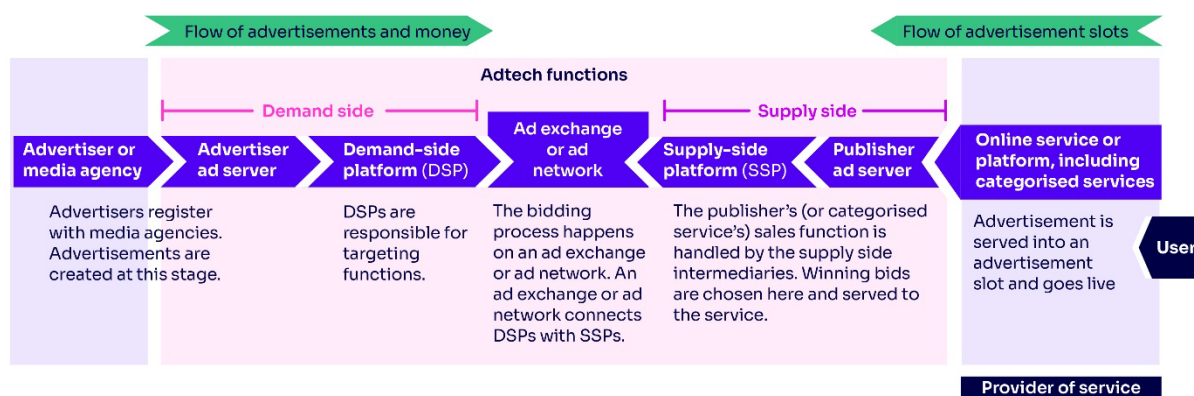 Flow of advertisements and money
Flow of advertisement slots
Adtech functions
Demand side
Supply side
Advertiser or
media agency
Advertiser
ad server
Demand-side
platform (DSP)
Ad exchange
or ad
network
Supply-side
platform (SSP)
Publisher
ad server
Online service or
platform, including
categorised services
Advertisers register
with media agencies.
Advertisements are
created at this stage.
DSPs are
responsible for
targeting
functions.
The bidding
process happens
on an ad exchange
or ad network. An
ad exchange or ad
network connects
DSPs with SSPs.
The publisher's (or categorised
service's) sales function is
handled by the supply side
intermediaries. Winning bids
are chosen here and served to
the service.
Advertisement is
served into an
advertisement
slot and goes live
User
Provider of service